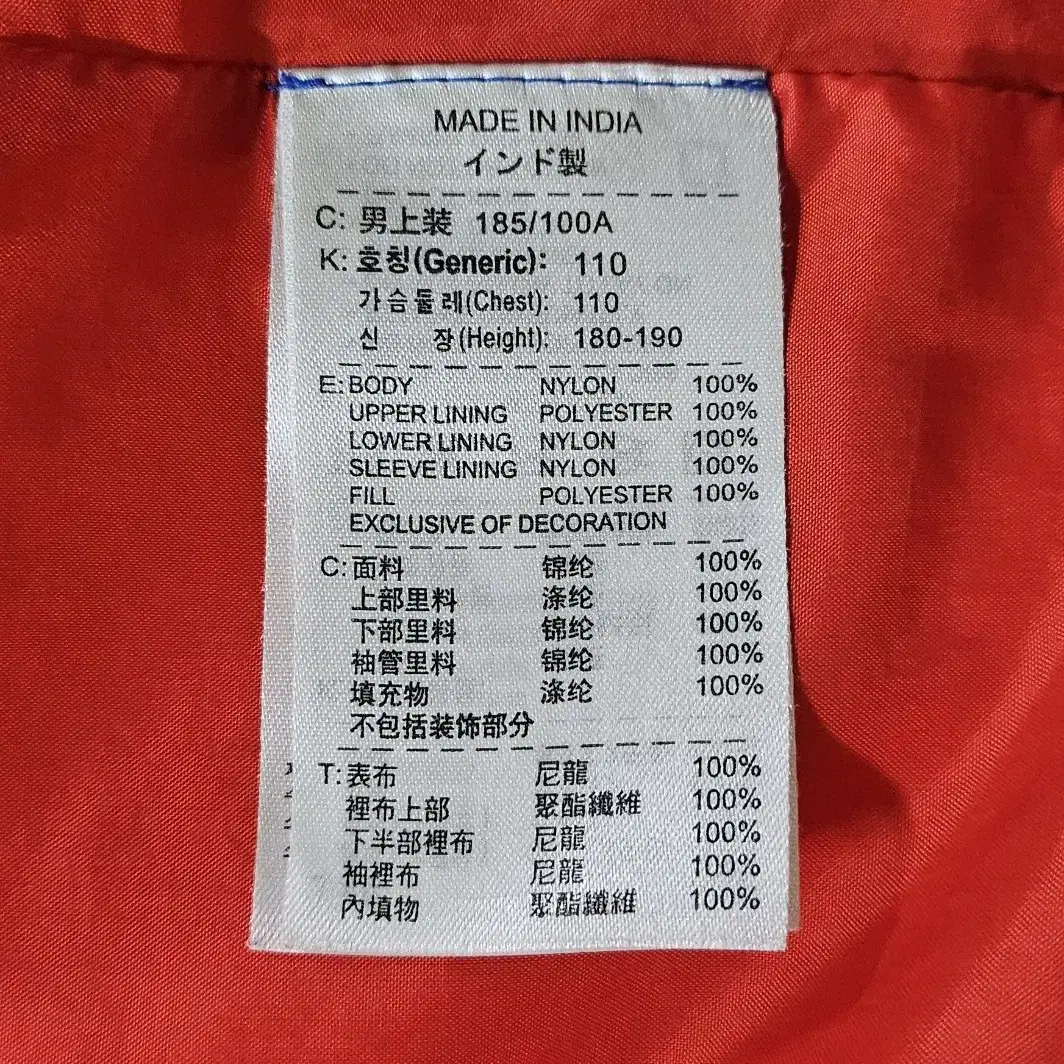 MADE IN INDIA
インド製
C: 男上装 185/100A
K: 호칭(Generic): 110
가슴둘레(Chest): 110
신 장(Height): 180-190
E: BODY NYLON 100%
UPPER LINING POLYESTER 100%
LOWER LINING NYLON 100%
SLEEVE LINING NYLON 100%
FILL POLYESTER 100%
EXCLUSIVE OF DECORATION
C: 面料 锦纶 100%
上部里料 涤纶 100%
下部里料 锦纶 100%
袖管里料 锦纶 100%
填充物 涤纶 100%
不包括装饰部分
T: 表布 尼龍 100%
裡布上部 聚酯纖維 100%
下半部裡布 尼龍 100%
袖裡布 尼龍 100%
內填物 聚酯纖維 100%